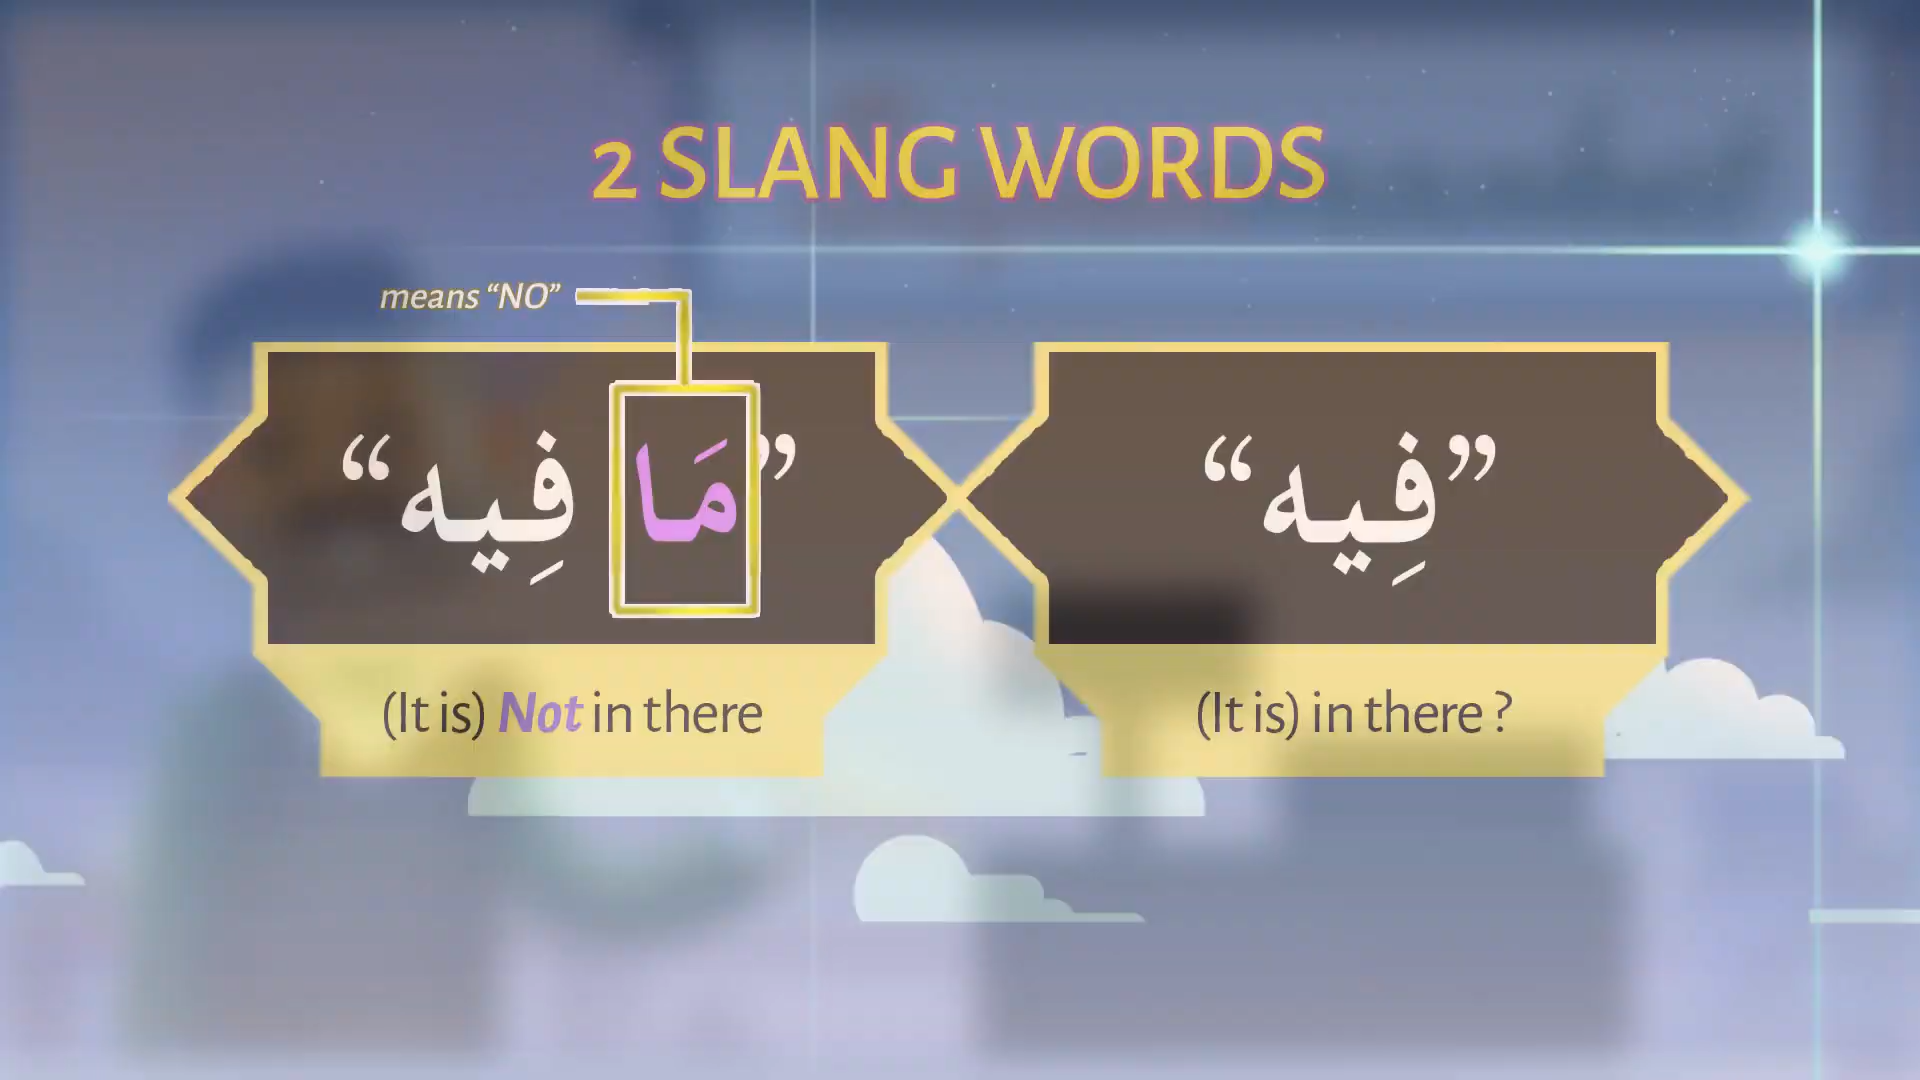 2 SLANG WORDS
means “NO”
“مَا فِيه”
(It is) Not in there
“فِيه”
(It is) in there ?